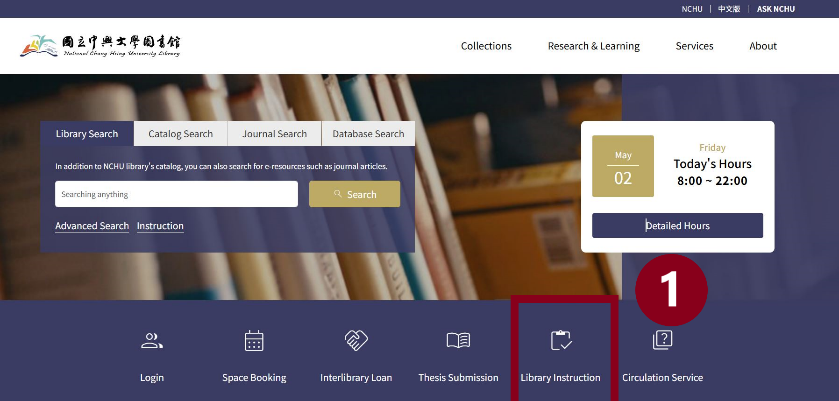 NCHU
中文版
ASK NCHU
國立中興大學圖書館
National Chung Hsing University Library
Collections
Research & Learning
Services
About
Library Search
Catalog Search
Journal Search
Database Search
In addition to NCHU library's catalog, you can also search for e-resources such as journal articles.
Searching anything
Search
Advanced Search
Instruction
May
02
Friday
Today's Hours
8:00 ~ 22:00
Detailed Hours
1
Login
Space Booking
Interlibrary Loan
Thesis Submission
Library Instruction
Circulation Service